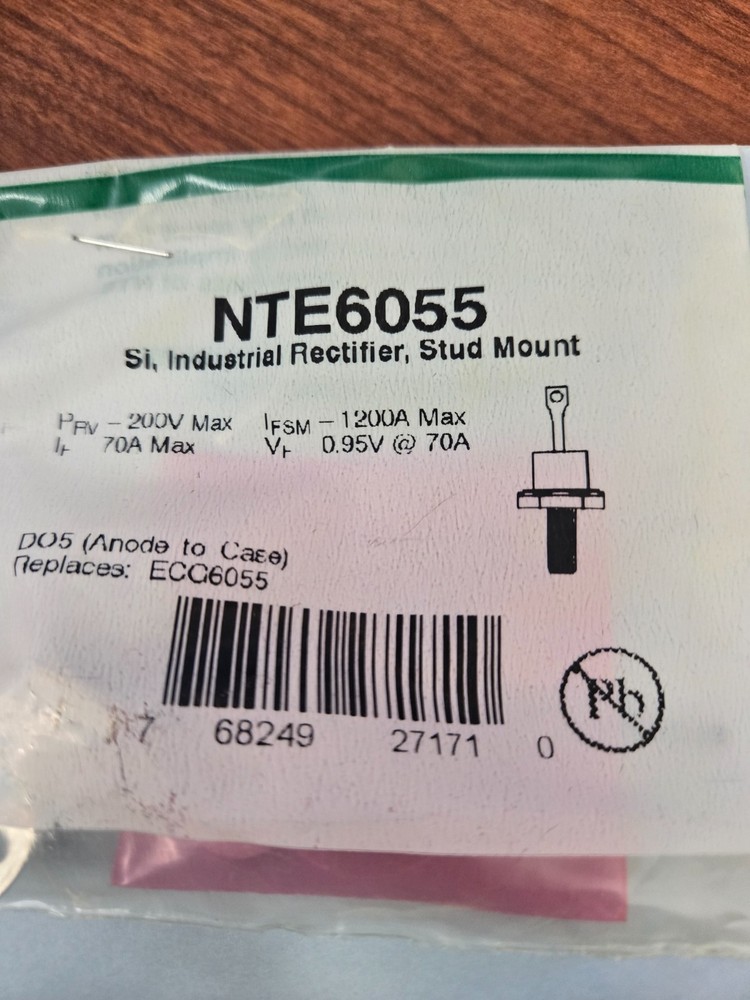 NTE6055
Si, Industrial Rectifier, Stud Mount
PRV – 200V Max IFSM – 1200A Max
IF 70A Max VF 0.95V @ 70A
DO5 (Anode to Case)
Replaces: ECG6055
7 68249 27171 0
Pb